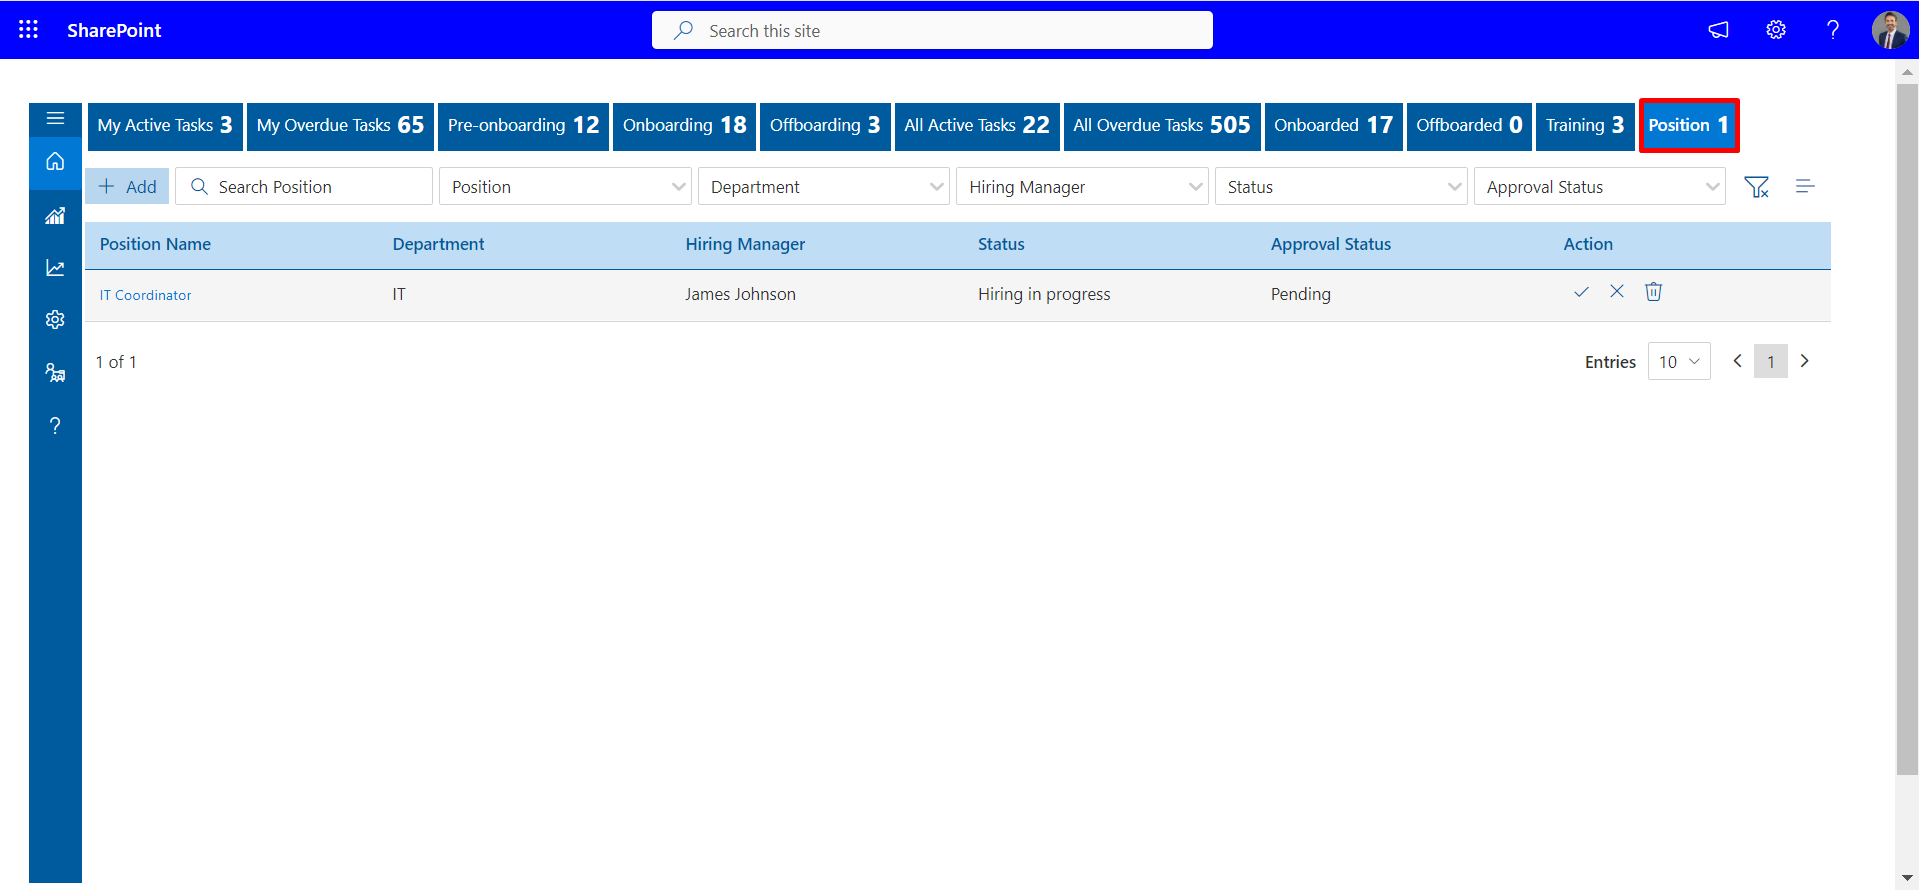 SharePoint
Search this site
?
My Active Tasks 3
My Overdue Tasks 65
Pre-onboarding 12
Onboarding 18
Offboarding 3
All Active Tasks 22
All Overdue Tasks 505
Onboarded 17
Offboarded 0
Training 3
Position 1
+ Add
Search Position
Position
Department
Hiring Manager
Status
Approval Status
Position Name Department Hiring Manager Status Approval Status Action
IT Coordinator IT James Johnson Hiring in progress Pending
1 of 1
Entries 10 < 1 >
?